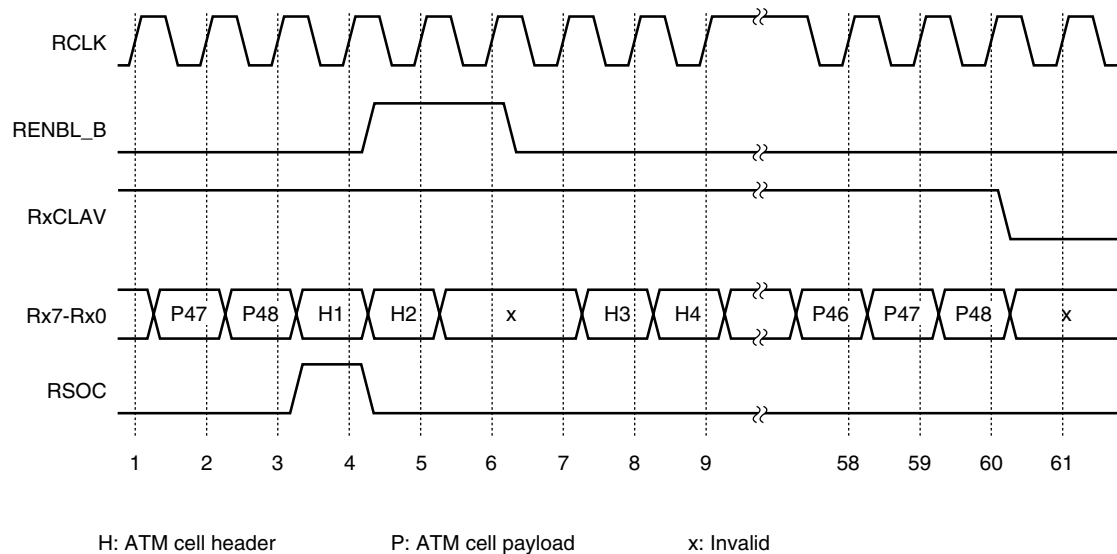 RCLK
RENBL_B
RxCLAV
Rx7-Rx0 P47 P48 H1 H2 x H3 H4 P46 P47 P48 x
RSOC
1 2 3 4 5 6 7 8 9 58 59 60 61
H: ATM cell header P: ATM cell payload x: Invalid